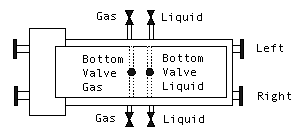 Gas Liquid
Left
Bottom Bottom
Valve Valve
Gas Liquid
Right
Gas Liquid